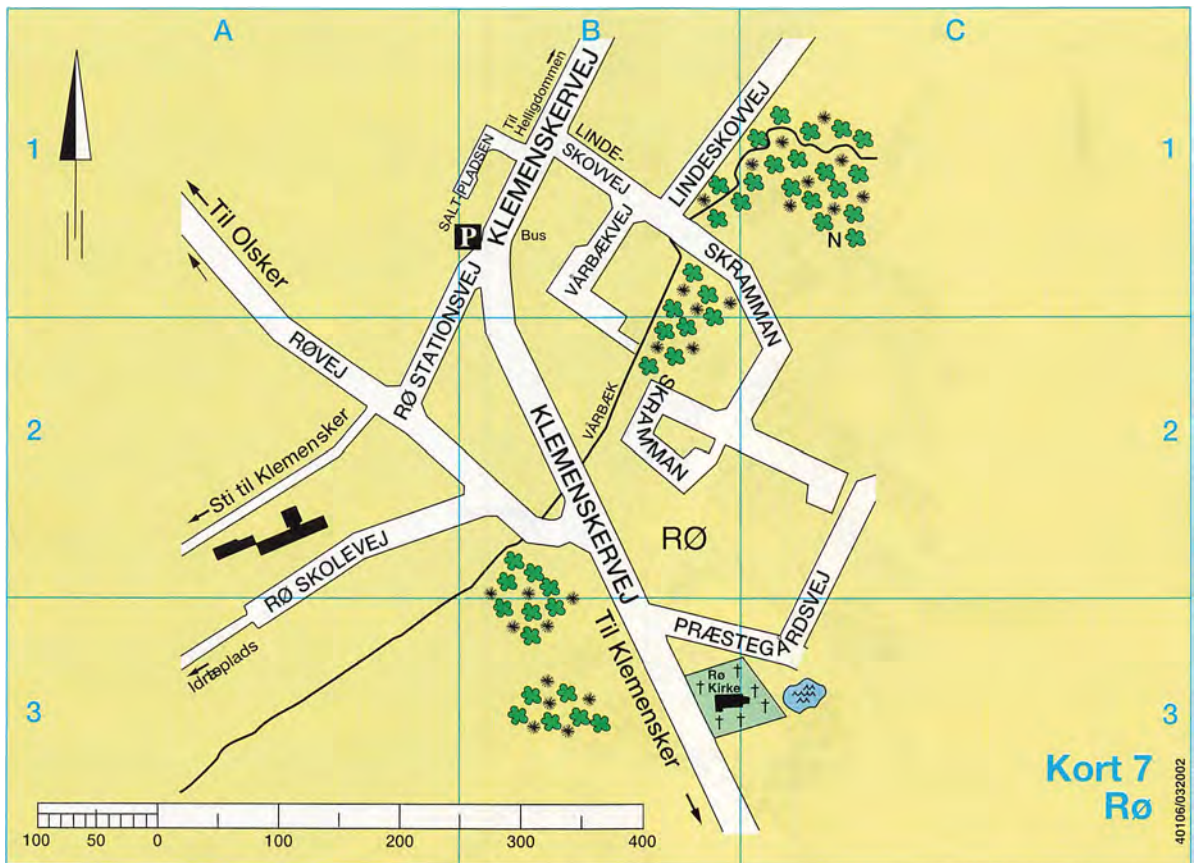 A
B
C
1
1
Til
Helligdommen
KLEMENSKERVEJ
LINDE-
SKOVVEJ
LINDESKOVVEJ
SALT-PLADSEN
P
Bus
VÅRBÆKVEJ
N
SKRAMMAN
Til Olsker
RØVEJ
RØ STATIONSVEJ
2
2
SKRAMMAN
VÅRBÆK
KLEMENSKERVEJ
Sti til Klemensker
RØ
RØ SKOLEVEJ
PRÆSTEGÅRDSVEJ
Til Klemensker
Rø
Kirke
3
3
Kort 7
Rø
40106/032002
100 50 0 100 200 300 400